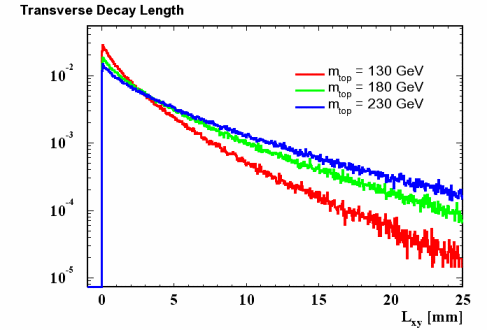 Transverse Decay Length
m_top = 130 GeV
m_top = 180 GeV
m_top = 230 GeV
10^-2
10^-3
10^-4
10^-5
0 5 10 15 20 25
L_xy [mm]